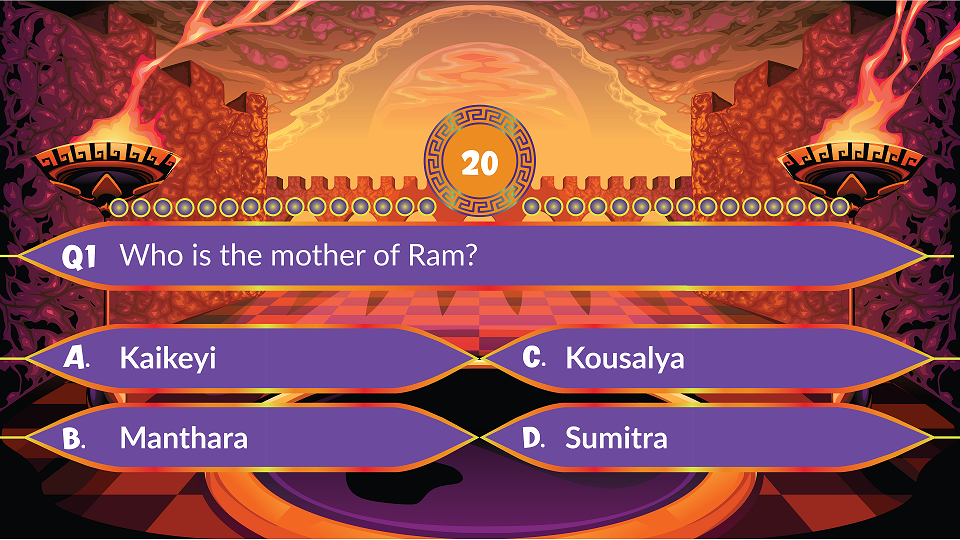 20
Q1 Who is the mother of Ram?
A. Kaikeyi
C. Kousalya
B. Manthara
D. Sumitra